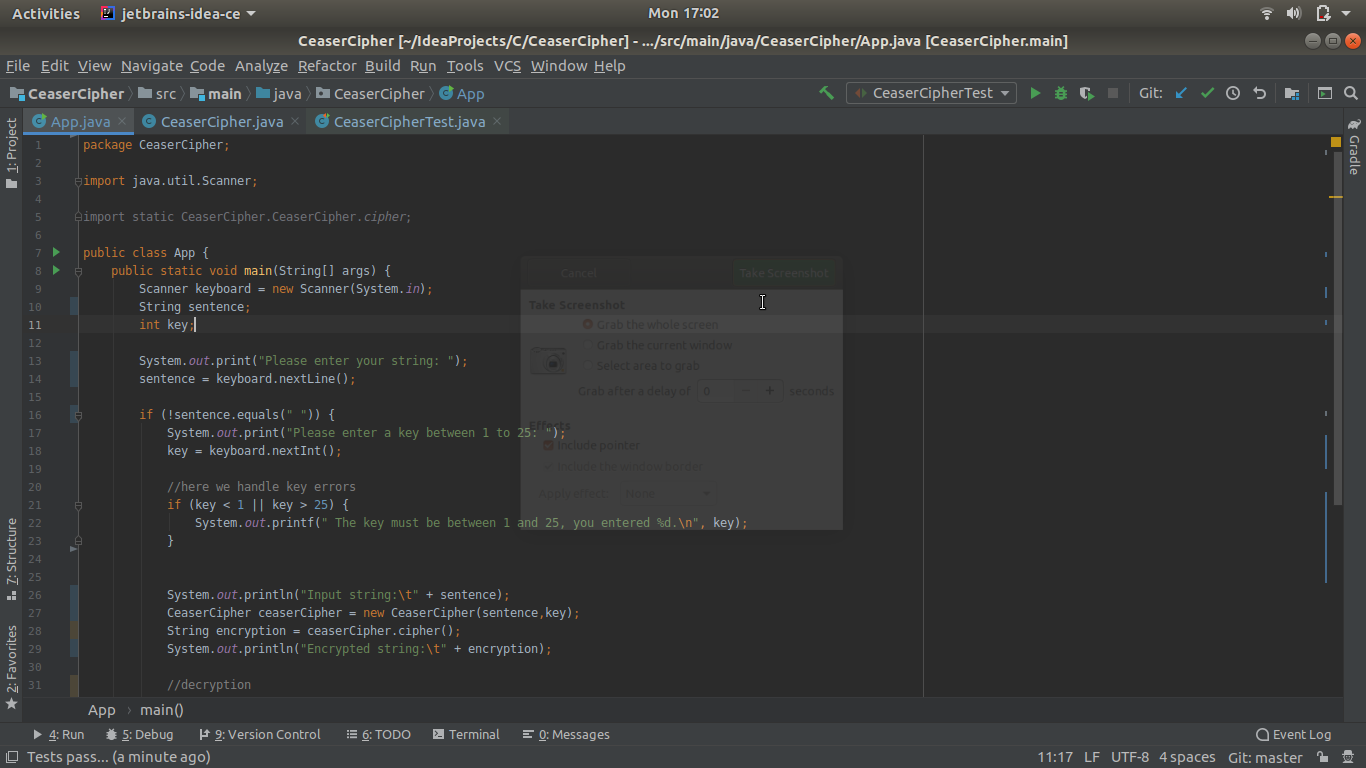 Activities jetbrains-idea-ce Mon 17:02
CeaserCipher [~/IdeaProjects/C/CeaserCipher] - .../src/main/java/CeaserCipher/App.java [CeaserCipher.main]
File Edit View Navigate Code Analyze Refactor Build Run Tools VCS Window Help
CeaserCipher src main java CeaserCipher App CeaserCipherTest Git:
App.java CeaserCipher.java CeaserCipherTest.java
1: Project
Gradle
1 package CeaserCipher;
2
3 import java.util.Scanner;
4
5 import static CeaserCipher.CeaserCipher.cipher;
6
7 public class App {
8 public static void main(String[] args) {
9 Scanner keyboard = new Scanner(System.in);
10 String sentence;
11 int key;
12
13 System.out.print("Please enter your string: ");
14 sentence = keyboard.nextLine();
15
16 if (!sentence.equals(" ")) {
17 System.out.print("Please enter a key between 1 to 25: ");
18 key = keyboard.nextInt();
19
20 //here we handle key errors
21 if (key < 1 || key > 25) {
22 System.out.printf(" The key must be between 1 and 25, you entered %d.\n", key);
23 }
24
25
26 System.out.println("Input string:\t" + sentence);
27 CeaserCipher ceaserCipher = new CeaserCipher(sentence,key);
28 String encryption = ceaserCipher.cipher();
29 System.out.println("Encrypted string:\t" + encryption);
30
31 //decryption
Cancel Take Screenshot
Take Screenshot
Grab the whole screen
Grab the current window
Select area to grab
Grab after a delay of 0 − + seconds
Effects
Include pointer
Include the window border
Apply effect: None
7: Structure
2: Favorites
App main()
4: Run 5: Debug 9: Version Control 6: TODO Terminal 0: Messages Event Log
Tests pass... (a minute ago) 11:17 LF UTF-8 4 spaces Git: master